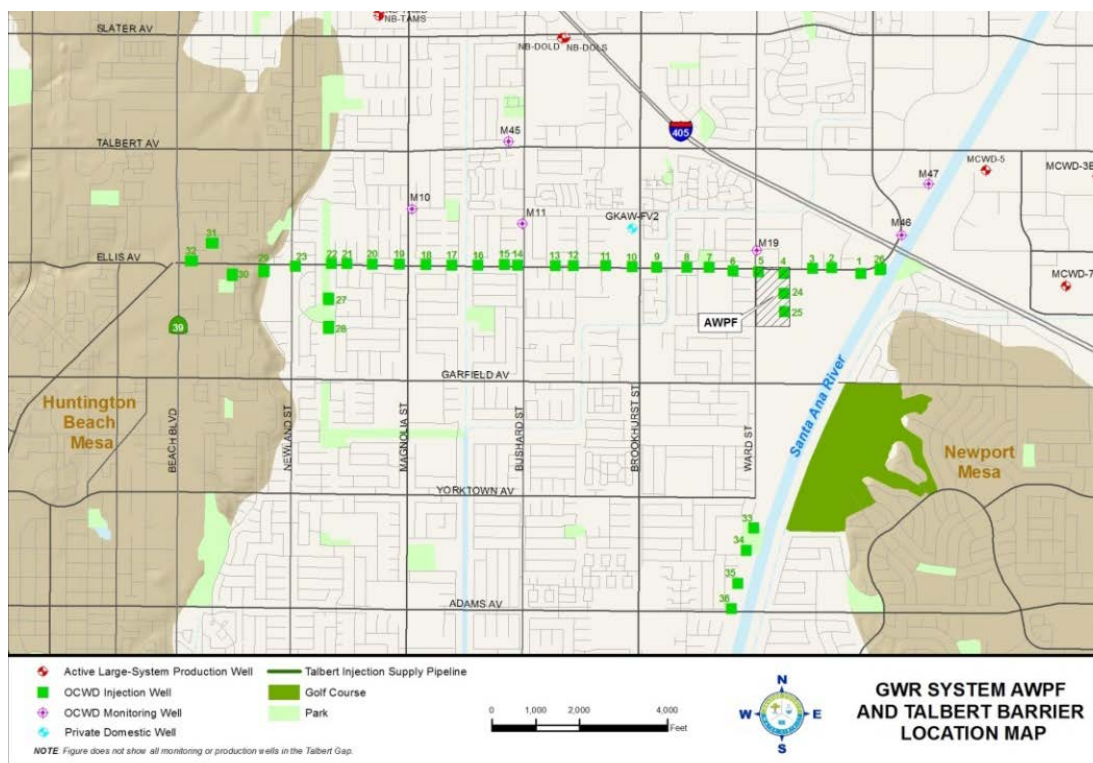 NB-TAMS
SLATER AV
NB-DOLD NB-DOLS
405
M45
TALBERT AV
MCWD-5
MCWD-3B
M47
M10
M11
GKAW-FV2
M46
M19
31
32
ELLIS AV
30
29
23
22
21
20
19
18
17
16
15
14
13
12
11
10
9
8
7
6
5
4
3
2
1
26
MCWD-7
27
28
24
25
AWPF
39
GARFIELD AV
Huntington
Beach
Mesa
BEACH BLVD
NEWLAND ST
MAGNOLIA ST
BUSHARD ST
BROOKHURST ST
WARD ST
Santa Ana River
Newport
Mesa
YORKTOWN AV
33
34
35
36
ADAMS AV
Active Large-System Production Well
OCWD Injection Well
OCWD Monitoring Well
Private Domestic Well
Talbert Injection Supply Pipeline
Golf Course
Park
0 1,000 2,000 4,000
Feet
N
W E
S
GWR SYSTEM AWPF
AND TALBERT BARRIER
LOCATION MAP
NOTE: Figure does not show all monitoring or production wells in the Talbert Gap.